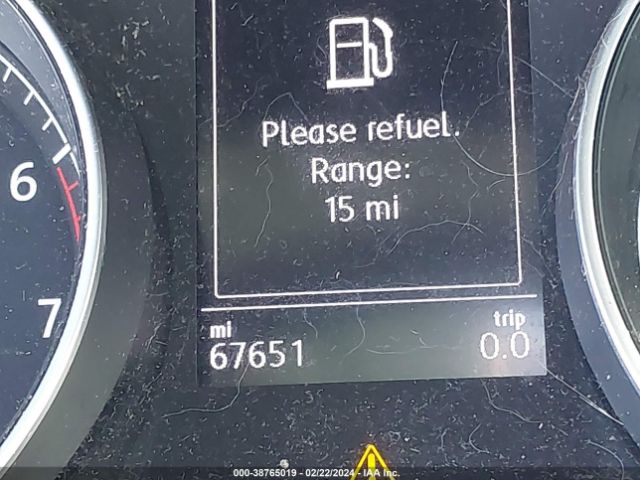 Please refuel.
Range:
15 mi
6
7
mi
trip
67651
0.0
000-38765019 - 02/22/2024 - IAA Inc.